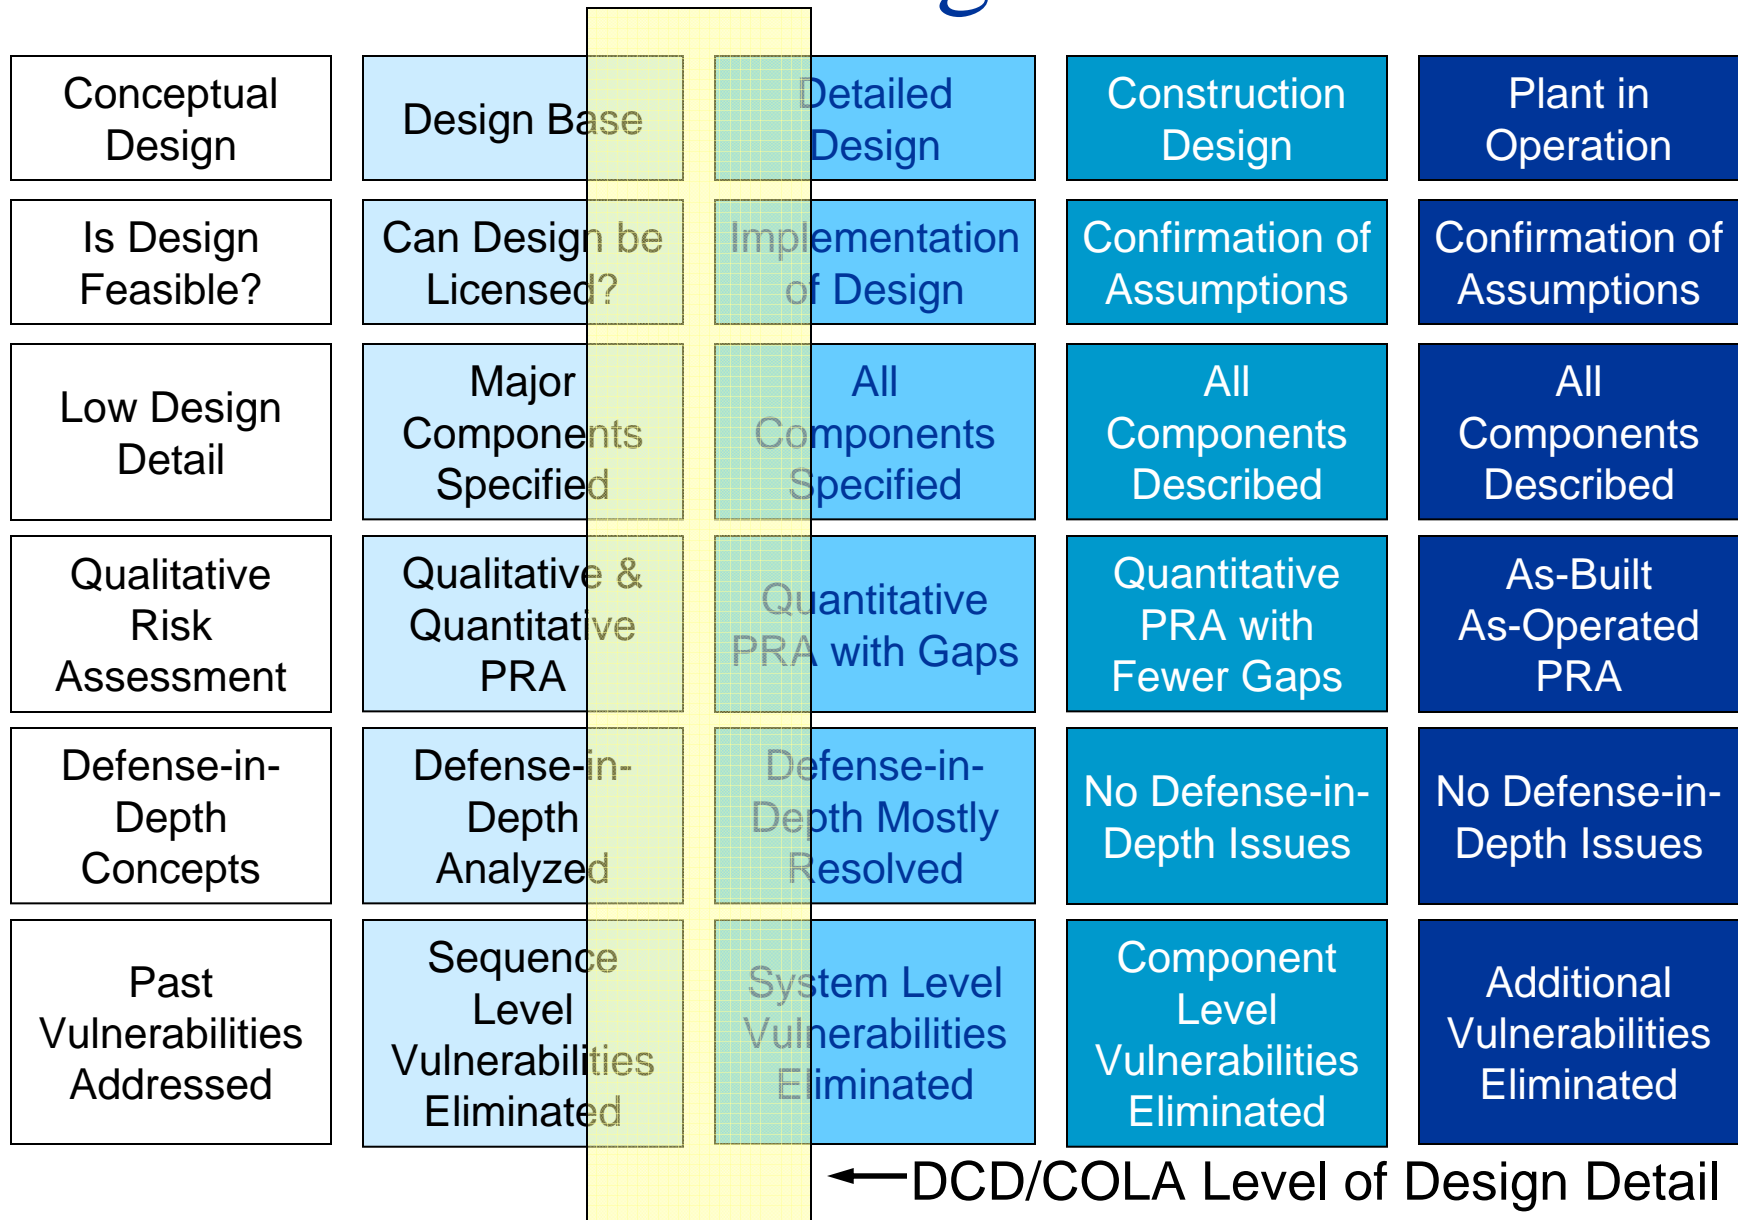 Conceptual
Design
Design Base
Detailed
Design
Construction
Design
Plant in
Operation
Is Design
Feasible?
Can Design be
Licensed?
Implementation
of Design
Confirmation of
Assumptions
Confirmation of
Assumptions
Low Design
Detail
Major
Components
Specified
All
Components
Specified
All
Components
Described
All
Components
Described
Qualitative
Risk
Assessment
Qualitative &
Quantitative
PRA
Quantitative
PRA with Gaps
Quantitative
PRA with
Fewer Gaps
As-Built
As-Operated
PRA
Defense-in-
Depth
Concepts
Defense-in-
Depth
Analyzed
Defense-in-
Depth Mostly
Resolved
No Defense-in-
Depth Issues
No Defense-in-
Depth Issues
Past
Vulnerabilities
Addressed
Sequence
Level
Vulnerabilities
Eliminated
System Level
Vulnerabilities
Eliminated
Component
Level
Vulnerabilities
Eliminated
Additional
Vulnerabilities
Eliminated
DCD/COLA Level of Design Detail